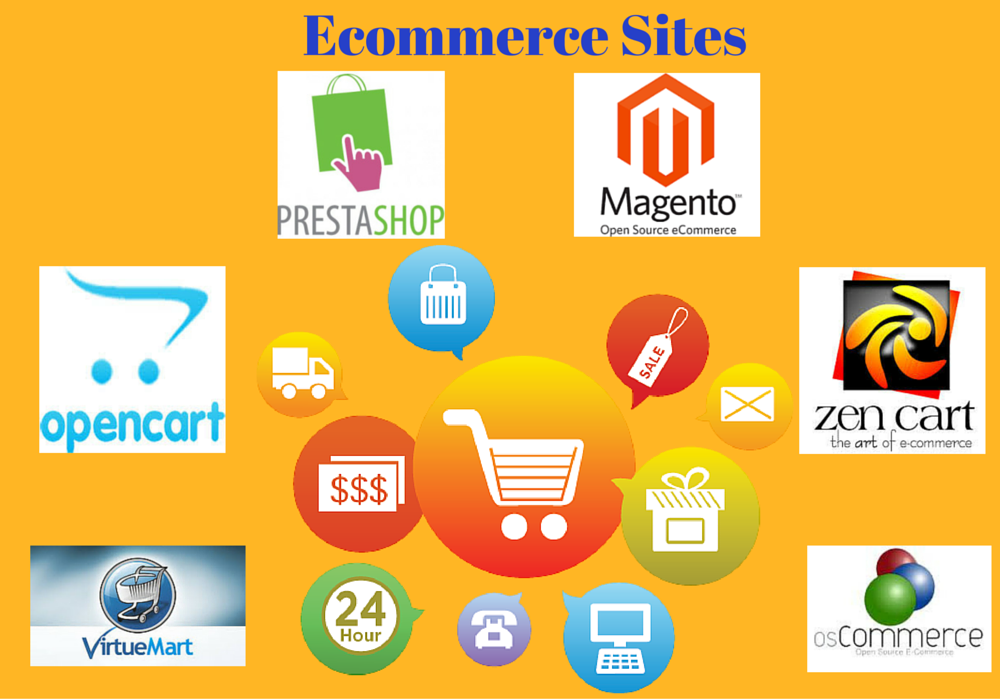 Ecommerce Sites
PRESTASHOP
Magento™
Open Source eCommerce
opencart
SALE
zen cart
the art of e-commerce
$$$
VirtueMart
24
Hour
osCommerce
Open Source E-Commerce